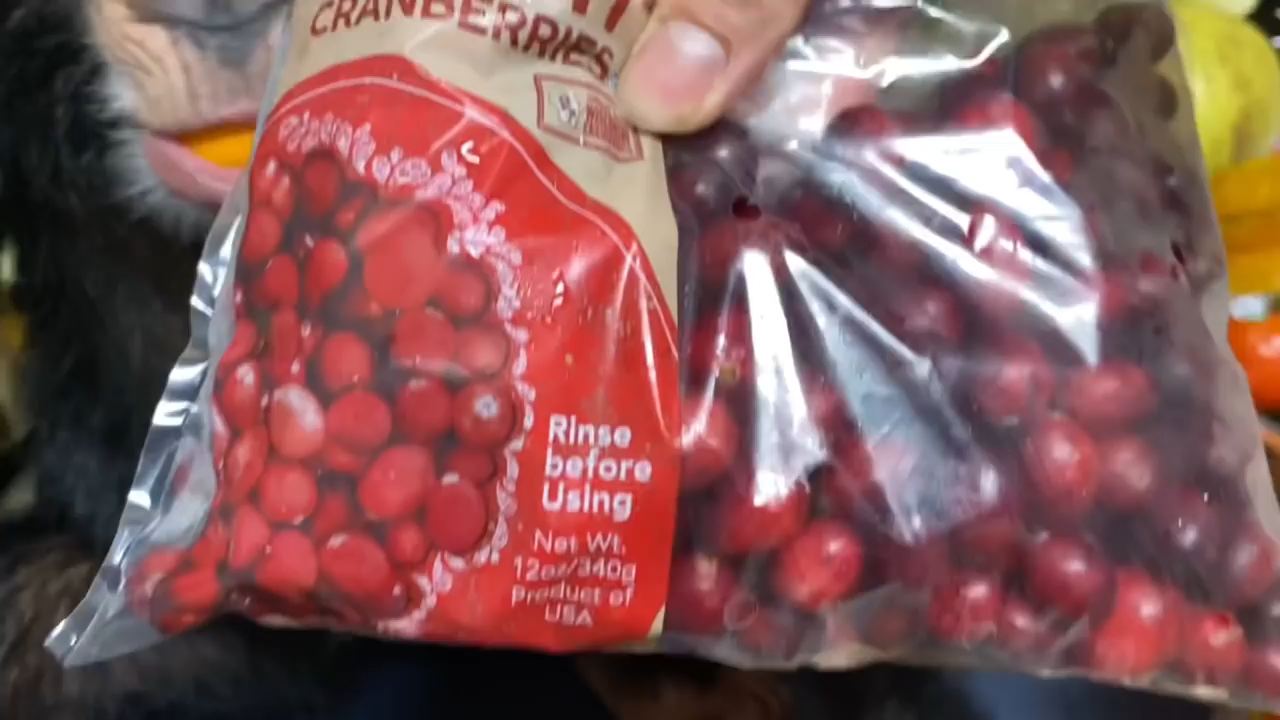 CRANBERRIES
Rinse
before
Using
Net Wt.
12oz/340g
Product of
USA